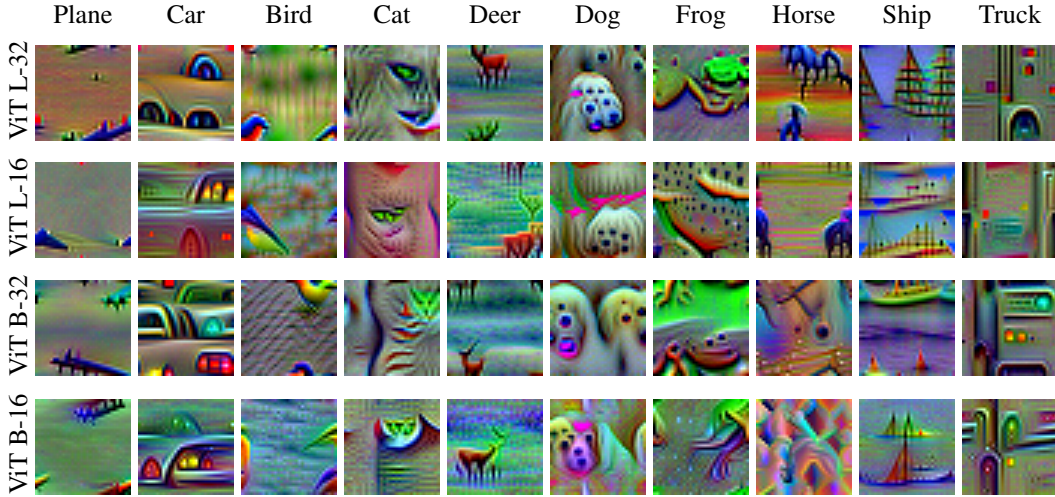 Plane Car Bird Cat Deer Dog Frog Horse Ship Truck
ViT L-32
ViT L-16
ViT B-32
ViT B-16